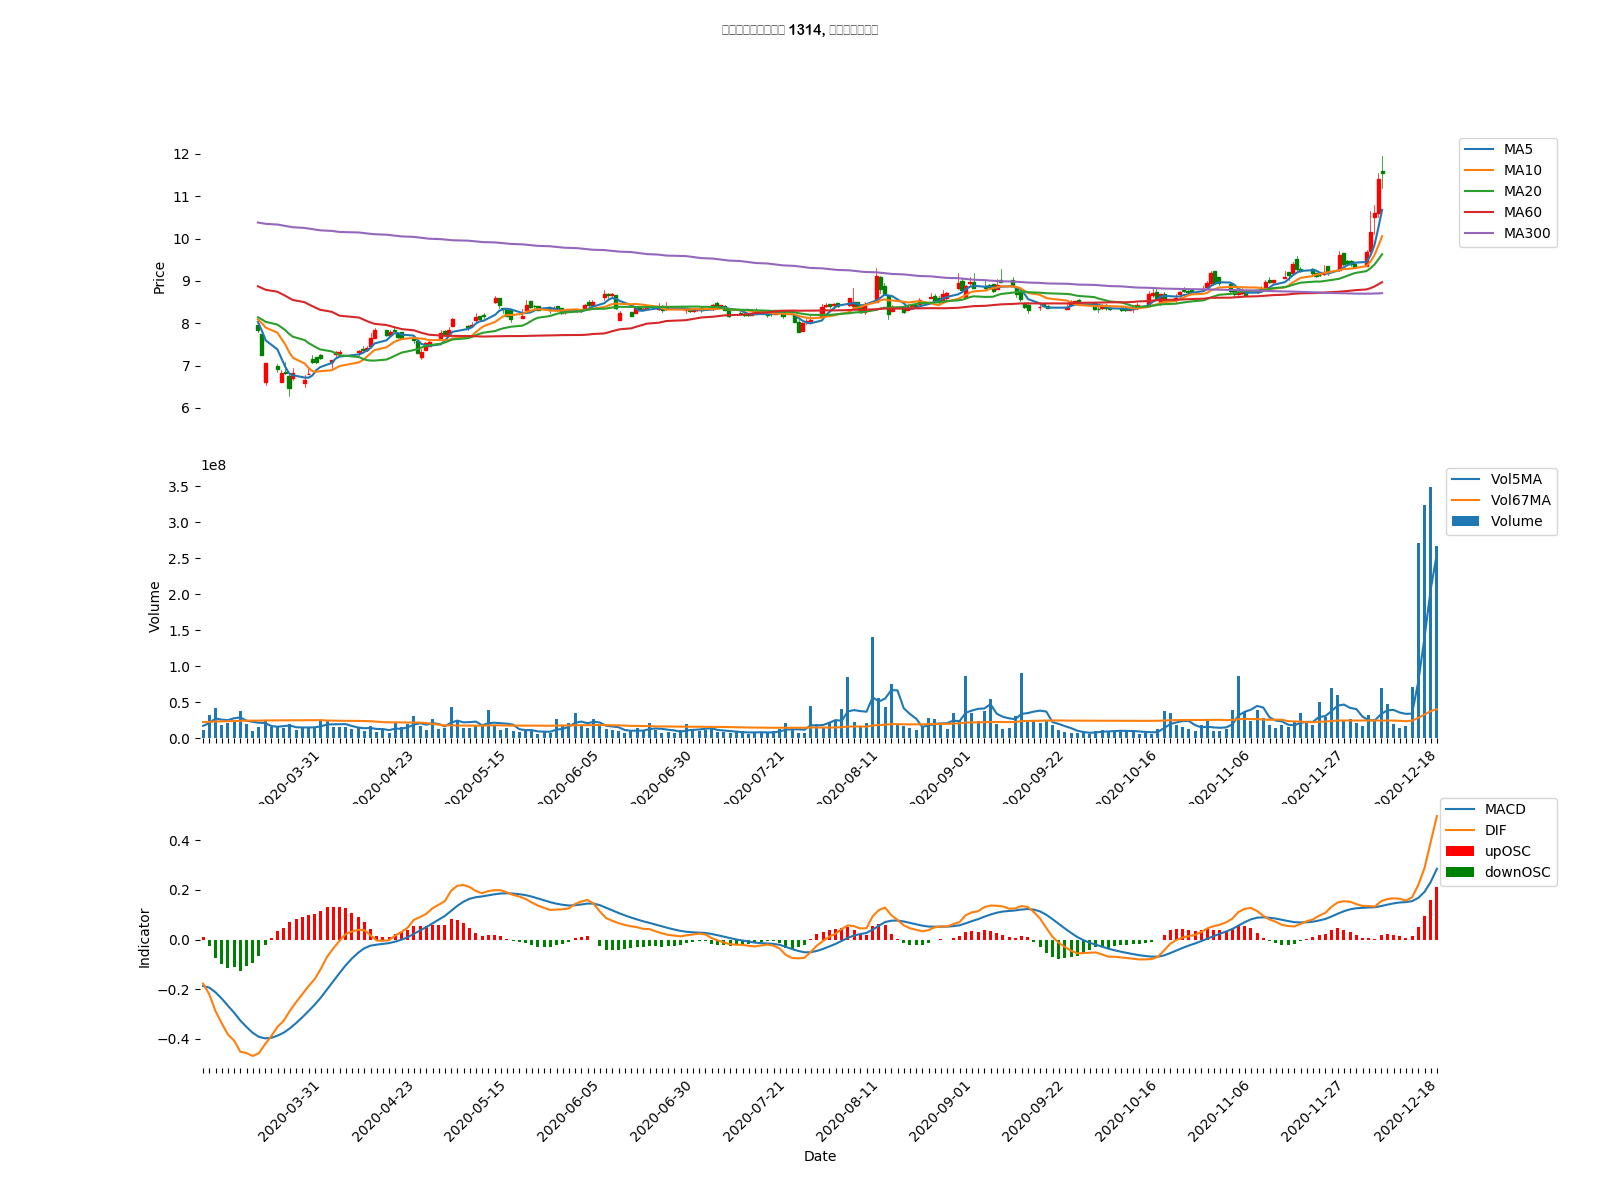 1314,
12
11
10
9
8
7
6
Price
MA5
MA10
MA20
MA60
MA300
1e8
3.5
3.0
2.5
2.0
1.5
1.0
0.5
0.0
Volume
Vol5MA
Vol67MA
Volume
2020-03-31 2020-04-23 2020-05-15 2020-06-05 2020-06-30 2020-07-21 2020-08-11 2020-09-01 2020-09-22 2020-10-16 2020-11-06 2020-11-27 2020-12-18
0.4
0.2
0.0
−0.2
−0.4
Indicator
MACD
DIF
upOSC
downOSC
2020-03-31 2020-04-23 2020-05-15 2020-06-05 2020-06-30 2020-07-21 2020-08-11 2020-09-01 2020-09-22 2020-10-16 2020-11-06 2020-11-27 2020-12-18
Date